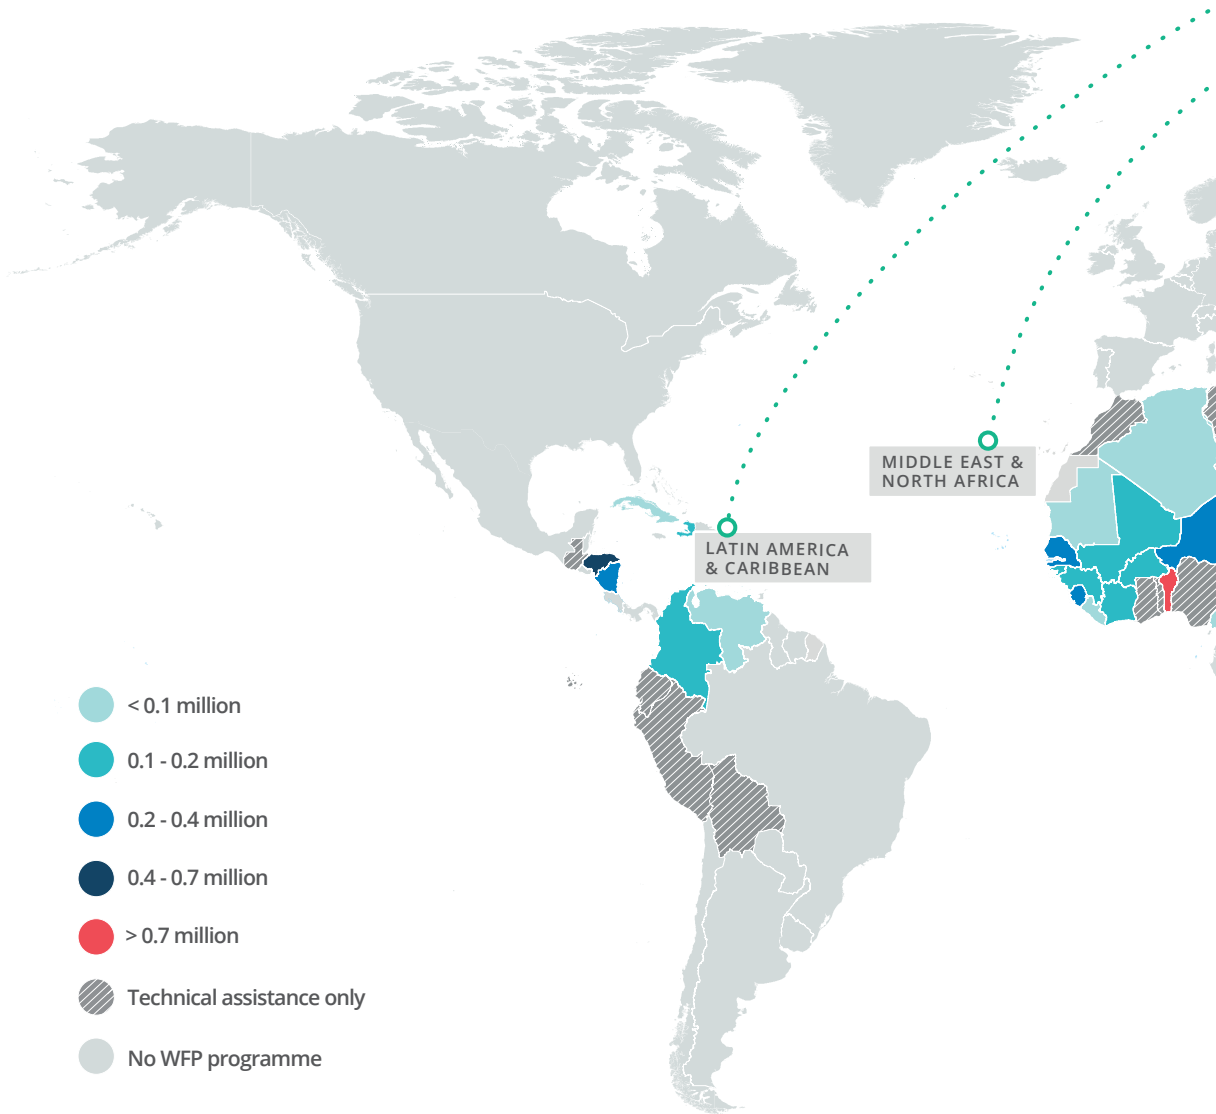 MIDDLE EAST &
NORTH AFRICA
LATIN AMERICA
& CARIBBEAN
< 0.1 million
0.1 - 0.2 million
0.2 - 0.4 million
0.4 - 0.7 million
> 0.7 million
Technical assistance only
No WFP programme